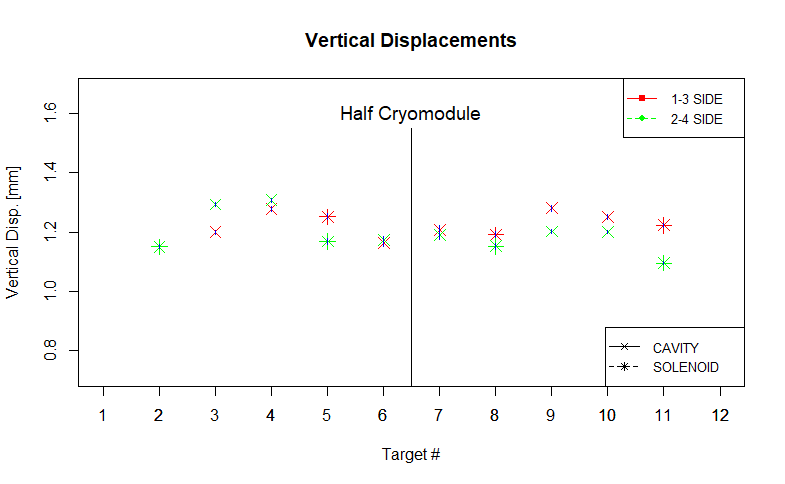 Vertical Displacements
Half Cryomodule
1-3 SIDE
2-4 SIDE
Vertical Disp. [mm]
1.6
1.4
1.2
1.0
0.8
CAVITY
SOLENOID
1 2 3 4 5 6 7 8 9 10 11 12
Target #